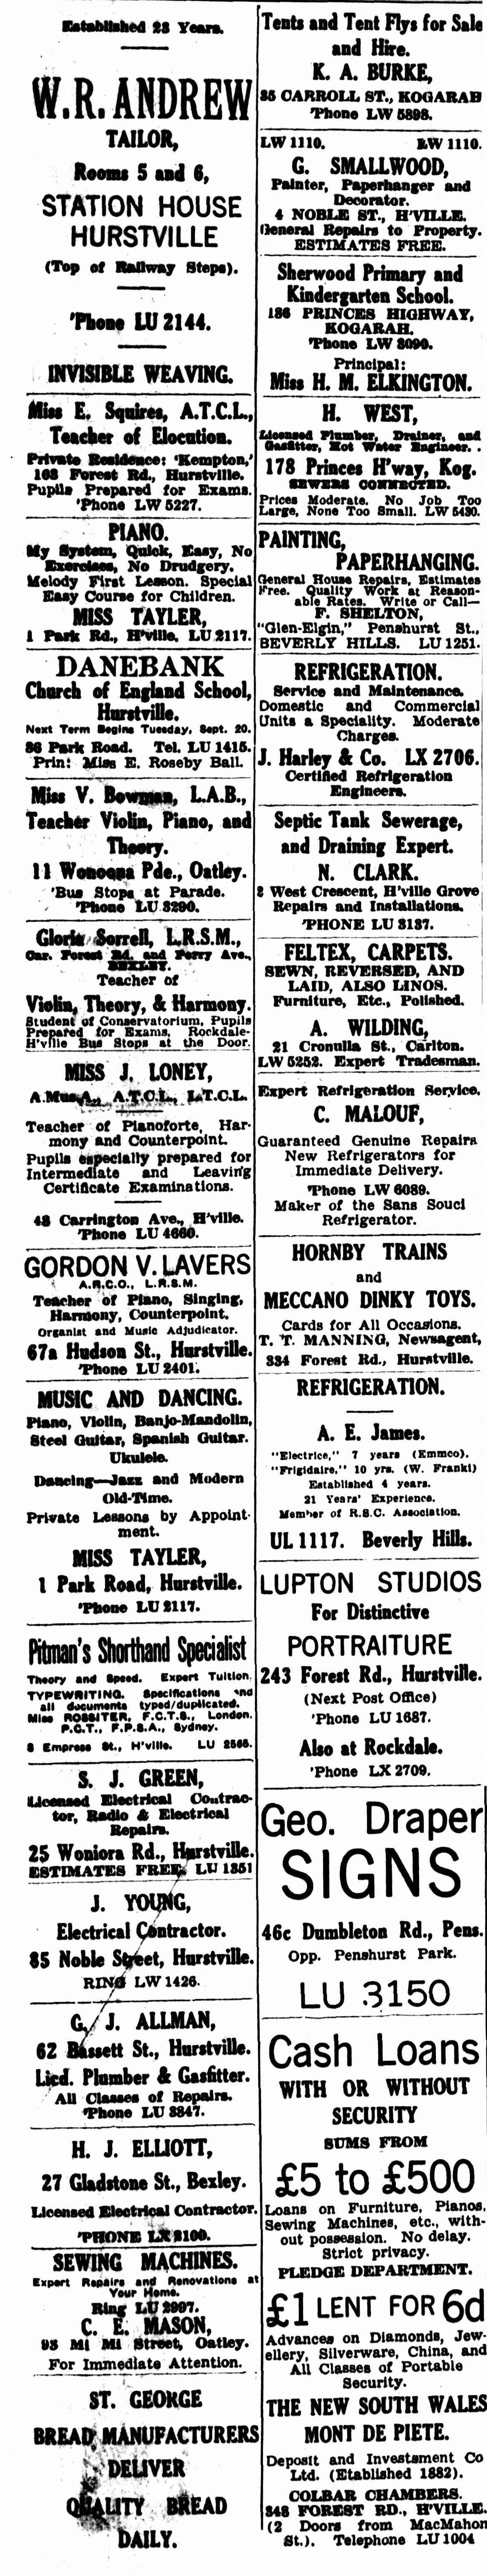 Established 23 Years.
W. R. ANDREW
TAILOR,
Rooms 5 and 6,
STATION HOUSE
HURSTVILLE
(Top of Railway Steps).
'Phone LU 2144.
INVISIBLE WEAVING.
Miss E. Squires, A.T.C.L.,
Teacher of Elocution.
Private Residence: 'Kempton,'
108 Forest Rd., Hurstville.
Pupils Prepared for Exams.
'Phone LW 5227.
PIANO.
My System, Quick, Easy, No
Exercises, No Drudgery.
Melody First Lesson. Special
Easy Course for Children.
MISS TAYLER,
1 Park Rd., H'ville, LU 2117.
DANEBANK
Church of England School,
Hurstville.
Next Term Begins Tuesday, Sept. 20.
86 Park Road. Tel. LU 1415.
Prin: Miss E. Roseby Ball.
Miss V. Bowman, L.A.B.,
Teacher Violin, Piano, and
Theory.
11 Wonoona Pde., Oatley.
'Bus Stops at Parade.
'Phone LU 3290.
Gloria Sorrell, L.R.S.M.,
Cnr. Forest Rd. and Perry Ave.,
BEXLEY.
Teacher of
Violin, Theory, & Harmony.
Student of Conservatorium, Pupils
Prepared for Exams. Rockdale-
H'ville Bus Stops at the Door.
MISS J. LONEY,
A.Mus.A., A.T.C.L., L.T.C.L.
Teacher of Pianoforte, Har-
mony and Counterpoint.
Pupils especially prepared for
Intermediate and Leaving
Certificate Examinations.
48 Carrington Ave., H'ville.
'Phone LU 4660.
GORDON V. LAVERS
A.R.C.O., L.R.S.M.
Teacher of Piano, Singing,
Harmony, Counterpoint.
Organist and Music Adjudicator.
67a Hudson St., Hurstville.
'Phone LU 2401.
MUSIC AND DANCING.
Piano, Violin, Banjo-Mandolin,
Steel Guitar, Spanish Guitar.
Ukulele.
Dancing—Jazz and Modern
Old-Time.
Private Lessons by Appoint-
ment.
MISS TAYLER,
1 Park Road, Hurstville.
'Phone LU 2117.
Pitman's Shorthand Specialist
Theory and Speed. Expert Tuition
TYPEWRITING. Specifications and
all documents typed/duplicated.
Miss ROSSITER, F.C.T.S., London.
P.C.T., F.P.S.A., Sydney.
8 Empress St., H'ville. LU 2565.
S. J. GREEN,
Licensed Electrical Contrac-
tor, Radio & Electrical
Repairs.
25 Woniora Rd., Hurstville.
ESTIMATES FREE. LU 1351
J. YOUNG,
Electrical Contractor.
85 Noble Street, Hurstville.
RING LW 1426.
G. J. ALLMAN,
62 Bassett St., Hurstville.
Licd. Plumber & Gasfitter.
All Classes of Repairs.
'Phone LU 3847.
H. J. ELLIOTT,
27 Gladstone St., Bexley.
Licensed Electrical Contractor.
'PHONE LX 2100.
SEWING MACHINES.
Expert Repairs and Renovations at
Your Home.
Ring LU 2997.
C. E. MASON,
93 Mi Mi Street, Oatley.
For Immediate Attention.
ST. GEORGE
BREAD MANUFACTURERS
DELIVER
QUALITY BREAD
DAILY.
Tents and Tent Flys for Sale
and Hire.
K. A. BURKE,
35 CARROLL ST., KOGARAH
'Phone LW 5898.
LW 1110. LW 1110.
G. SMALLWOOD,
Painter, Paperhanger and
Decorator.
4 NOBLE ST., H'VILLE.
General Repairs to Property.
ESTIMATES FREE.
Sherwood Primary and
Kindergarten School.
186 PRINCES HIGHWAY,
KOGARAH.
'Phone LW 8090.
Principal:
Miss H. M. ELKINGTON.
H. WEST,
Licensed Plumber, Drainer, and
Gasfitter, Hot Water Engineer. .
178 Princes H'way, Kog.
SEWERS CONNECTED.
Prices Moderate. No Job Too
Large, None Too Small. LW 5430.
PAINTING,
PAPERHANGING.
General House Repairs, Estimates
Free. Quality Work at Reason-
able Rates. Write or Call—
F. SHELTON,
"Glen-Elgin," Penshurst St.,
BEVERLY HILLS. LU 1251.
REFRIGERATION.
Service and Maintenance.
Domestic and Commercial
Units a Speciality. Moderate
Charges.
J. Harley & Co. LX 2706.
Certified Refrigeration
Engineers.
Septic Tank Sewerage,
and Draining Expert.
N. CLARK.
2 West Crescent, H'ville Grove
Repairs and Installations.
'PHONE LU 3137.
FELTEX, CARPETS.
SEWN, REVERSED, AND
LAID, ALSO LINOS.
Furniture, Etc., Polished.
A. WILDING,
21 Cronulla St., Carlton.
LW 5252. Expert Tradesman.
Expert Refrigeration Service.
C. MALOUF,
Guaranteed Genuine Repairs
New Refrigerators for
Immediate Delivery.
'Phone LW 6089.
Maker of the Sans Souci
Refrigerator.
HORNBY TRAINS
and
MECCANO DINKY TOYS.
Cards for All Occasions.
T. T. MANNING, Newsagent,
334 Forest Rd., Hurstville.
REFRIGERATION.
A. E. James.
"Electrice," 7 years (Emmco).
"Frigidaire," 10 yrs. (W. Frankl)
Established 4 years.
21 Years' Experience.
Member of R.S.C. Association.
UL 1117. Beverly Hills.
LUPTON STUDIOS
For Distinctive
PORTRAITURE
243 Forest Rd., Hurstville.
(Next Post Office)
'Phone LU 1687.
Also at Rockdale.
'Phone LX 2709.
Geo. Draper
SIGNS
46c Dumbleton Rd., Pens.
Opp. Penshurst Park.
LU 3150
Cash Loans
WITH OR WITHOUT
SECURITY
SUMS FROM
£5 to £500
Loans on Furniture, Pianos,
Sewing Machines, etc., with-
out possession. No delay.
Strict privacy.
PLEDGE DEPARTMENT.
£1 LENT FOR 6d
Advances on Diamonds, Jew-
ellery, Silverware, China, and
All Classes of Portable
Security.
THE NEW SOUTH WALES
MONT DE PIETE.
Deposit and Investment Co
Ltd. (Etablished 1882).
COLBAR CHAMBERS.
348 FOREST RD., H'VILLE.
(2 Doors from MacMahon
St.). Telephone LU 1004